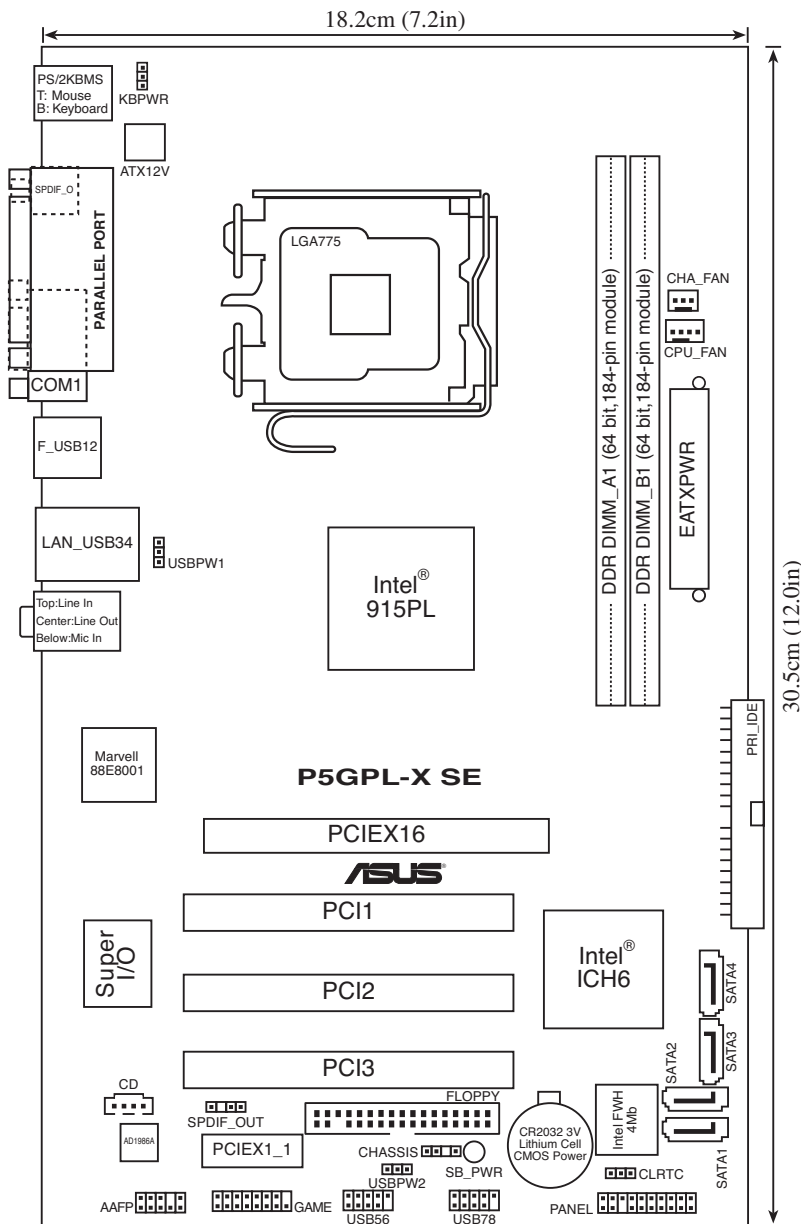 18.2cm (7.2in)
PS/2KBMS
T: Mouse
B: Keyboard
KBPWR
ATX12V
SPDIF_O
PARALLEL PORT
LGA775
DDR DIMM_A1 (64 bit,184-pin module)
DDR DIMM_B1 (64 bit,184-pin module)
CHA_FAN
CPU_FAN
COM1
F_USB12
EATXPWR
LAN_USB34
USBPW1
Intel®
915PL
Top:Line In
Center:Line Out
Below:Mic In
30.5cm (12.0in)
PRI_IDE
Marvell
88E8001
P5GPL-X SE
PCIEX16
ASUS®
PCI1
Super
I/O
Intel®
ICH6
PCI2
SATA4
SATA3
PCI3
SATA2
CD
FLOPPY
SPDIF_OUT
AD1986A
PCIEX1_1
CHASSIS
SB_PWR
CR2032 3V
Lithium Cell
CMOS Power
Intel FWH
4Mb
SATA1
USBPW2
CLRTC
AAFP
GAME
USB56
USB78
PANEL